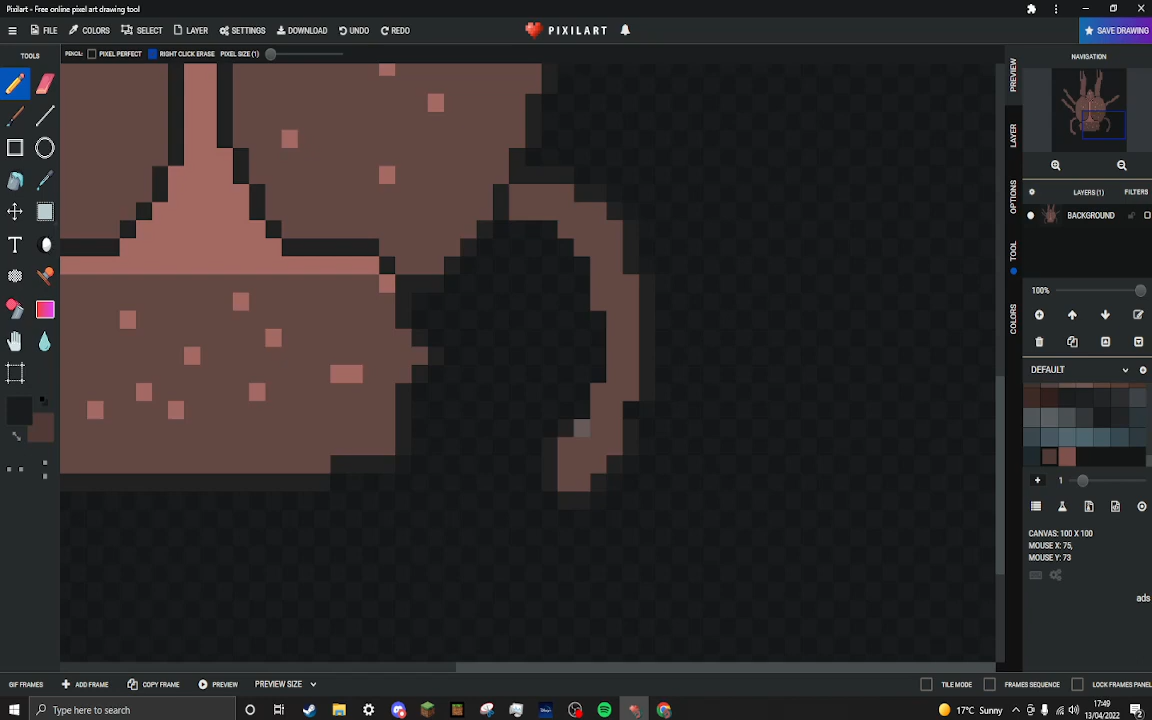 Pixilart - Free online pixel art drawing tool
FILE COLORS SELECT LAYER SETTINGS DOWNLOAD UNDO REDO PIXILART SAVE DRAWING
TOOLS PENCIL: PIXEL PERFECT RIGHT CLICK ERASE PIXEL SIZE (1) NAVIGATION
PREVIEW
LAYER
OPTIONS
TOOL
COLORS
LAYERS(1) FILTERS
BACKGROUND
100%
DEFAULT
1
CANVAS: 100 X 100
MOUSE X: 75,
MOUSE Y: 73
ads
GIF FRAMES ADD FRAME COPY FRAME PREVIEW PREVIEW SIZE TILE MODE FRAMES SEQUENCE LOCK FRAMES PANEL
Type here to search 17°C Sunny 17:49
13/04/2022